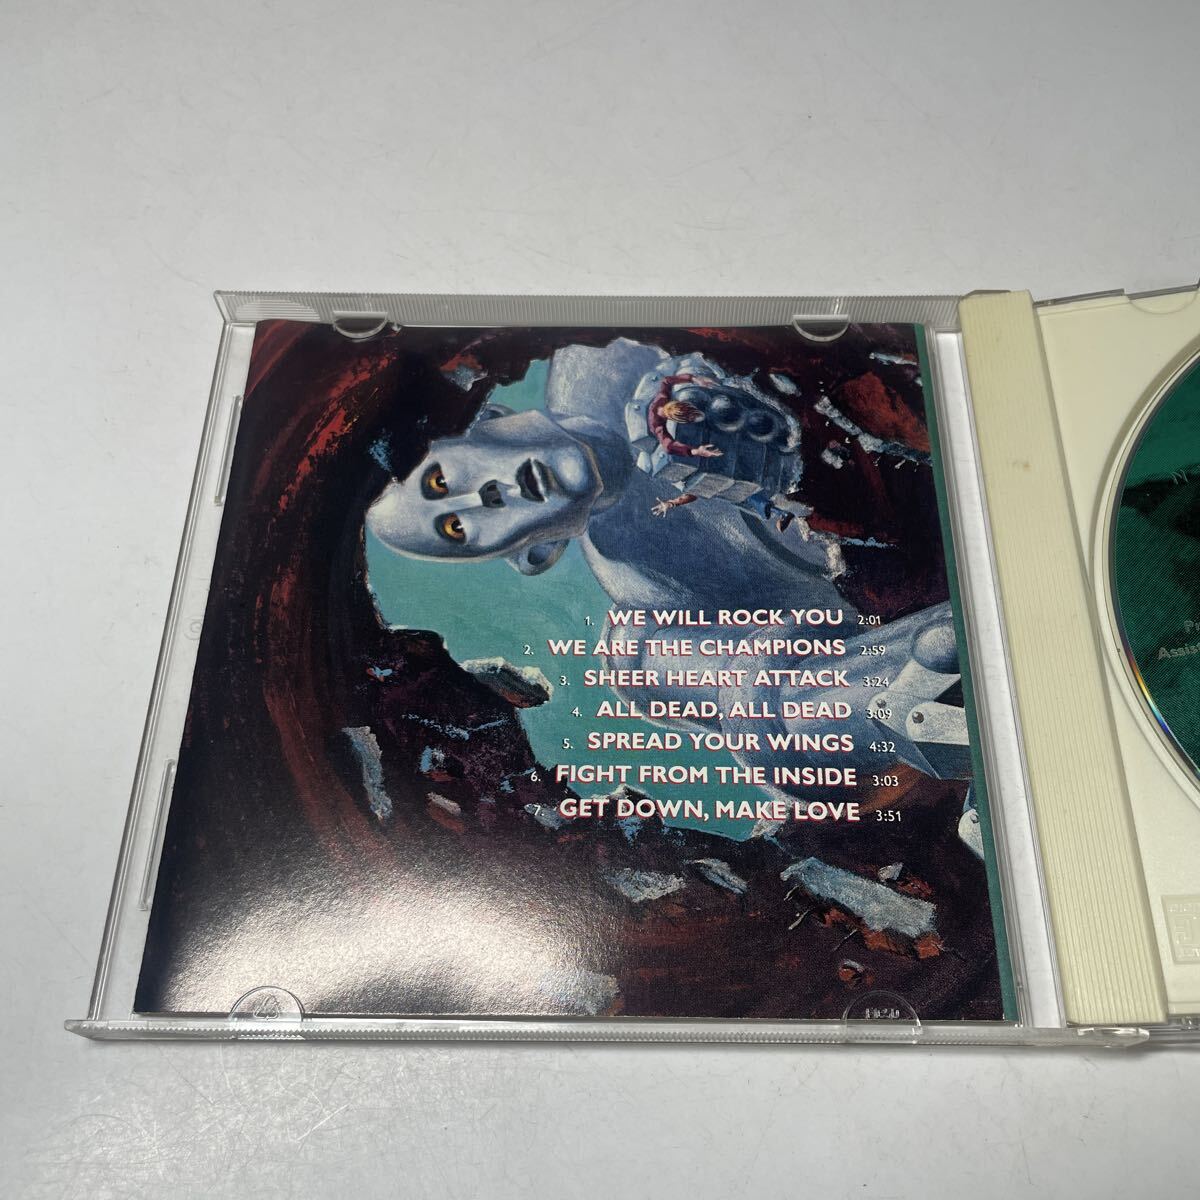 1. WE WILL ROCK YOU 2:01
2. WE ARE THE CHAMPIONS 2:59
3. SHEER HEART ATTACK 3:24
4. ALL DEAD, ALL DEAD 3:09
5. SPREAD YOUR WINGS 4:32
6. FIGHT FROM THE INSIDE 3:03
7. GET DOWN, MAKE LOVE 3:51